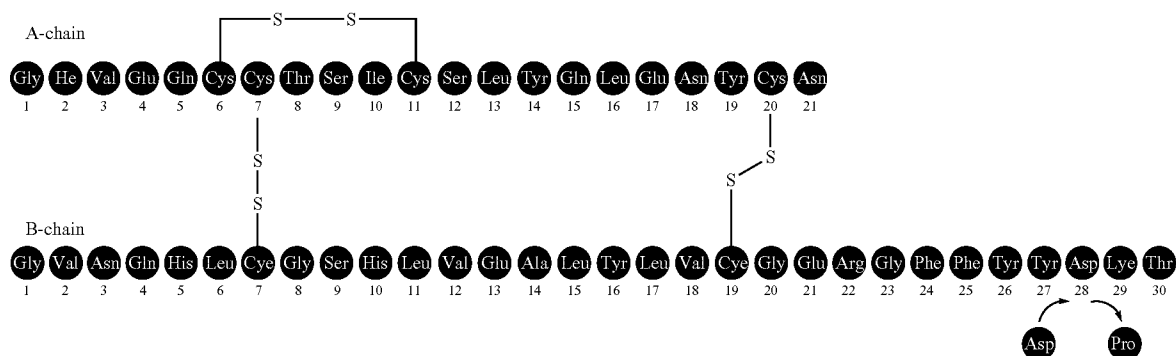 S S
A-chain
Gly He Val Glu Gln Cys Cys Thr Ser Ile Cys Ser Leu Tyr Gln Leu Glu Asn Tyr Cys Asn
1 2 3 4 5 6 7 8 9 10 11 12 13 14 15 16 17 18 19 20 21
S
S
S
S
B-chain
Gly Val Asn Gln His Leu Cye Gly Ser His Leu Val Glu Ala Leu Tyr Leu Val Cye Gly Glu Arg Gly Phe Phe Tyr Tyr Asp Lye Thr
1 2 3 4 5 6 7 8 9 10 11 12 13 14 15 16 17 18 19 20 21 22 23 24 25 26 27 28 29 30
Asp Pro